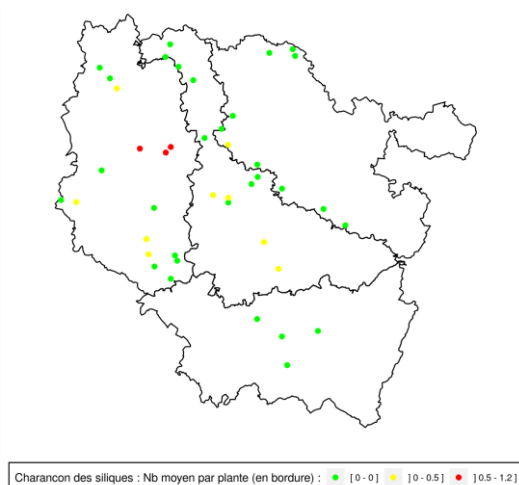 Charancon des siliques : Nb moyen par plante (en bordure) : [ 0 - 0 ] ] 0 - 0.5 ] ] 0.5 - 1.2 ]